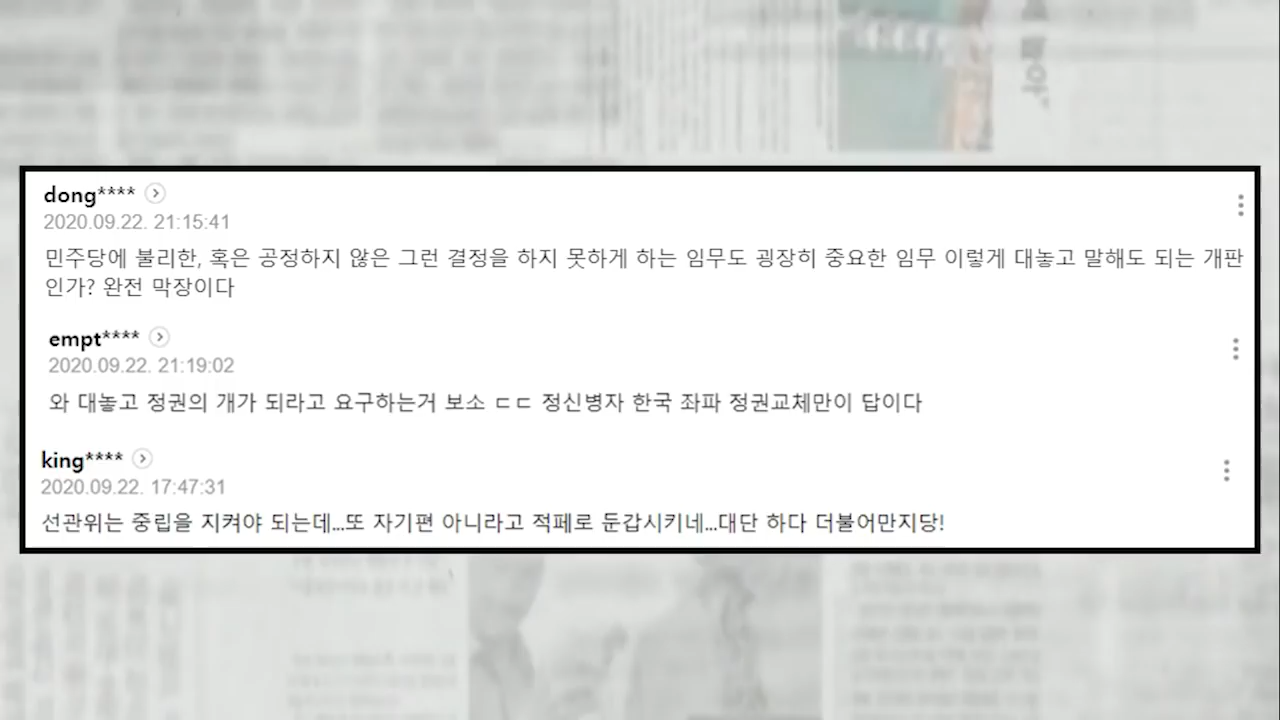 dong****
2020.09.22. 21:15:41
민주당에 불리한, 혹은 공정하지 않은 그런 결정을 하지 못하게 하는 임무도 굉장히 중요한 임무 이렇게 대놓고 말해도 되는 개판
인가? 완전 막장이다
empt****
2020.09.22. 21:19:02
와 대놓고 정권의 개가 되라고 요구하는거 보소 ㄷㄷ 정신병자 한국 좌파 정권교체만이 답이다
king****
2020.09.22. 17:47:31
선관위는 중립을 지켜야 되는데...또 자기편 아니라고 적페로 둔갑시키네...대단 하다 더불어만지당!